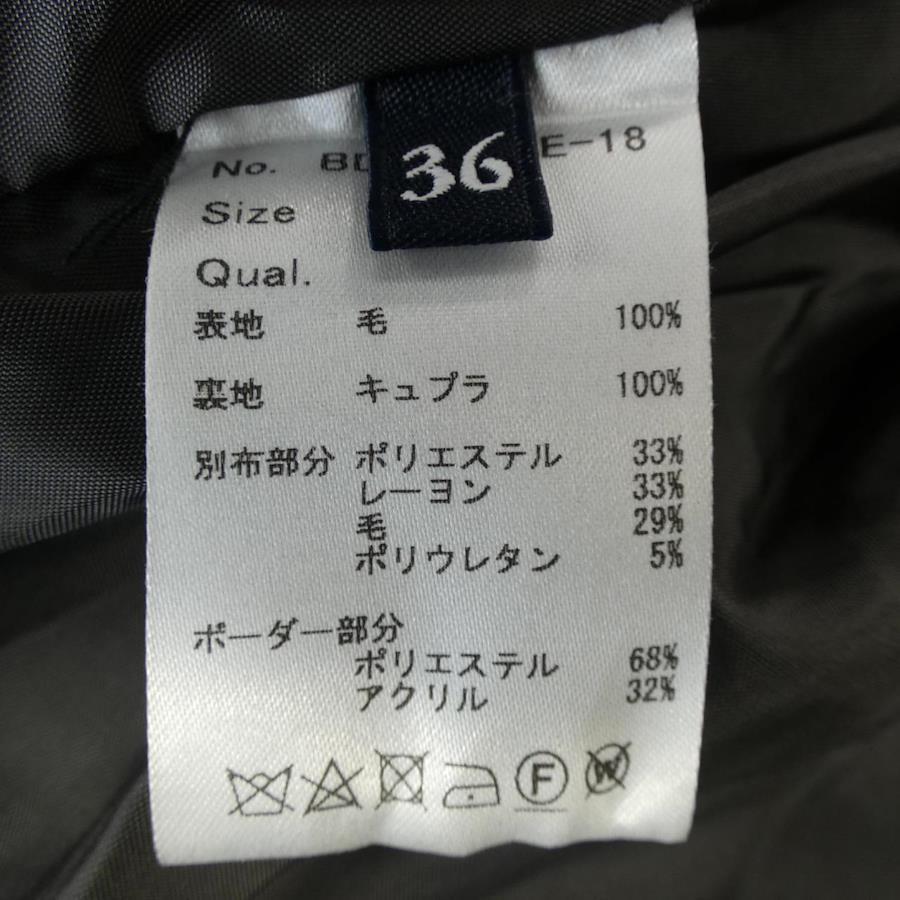 No. BD E-18
36
Size
Qual.
表地 毛 100%
裏地 キュプラ 100%
別布部分 ポリエステル 33%
レーヨン 33%
毛 29%
ポリウレタン 5%
ボーダー部分
ポリエステル 68%
アクリル 32%
F W